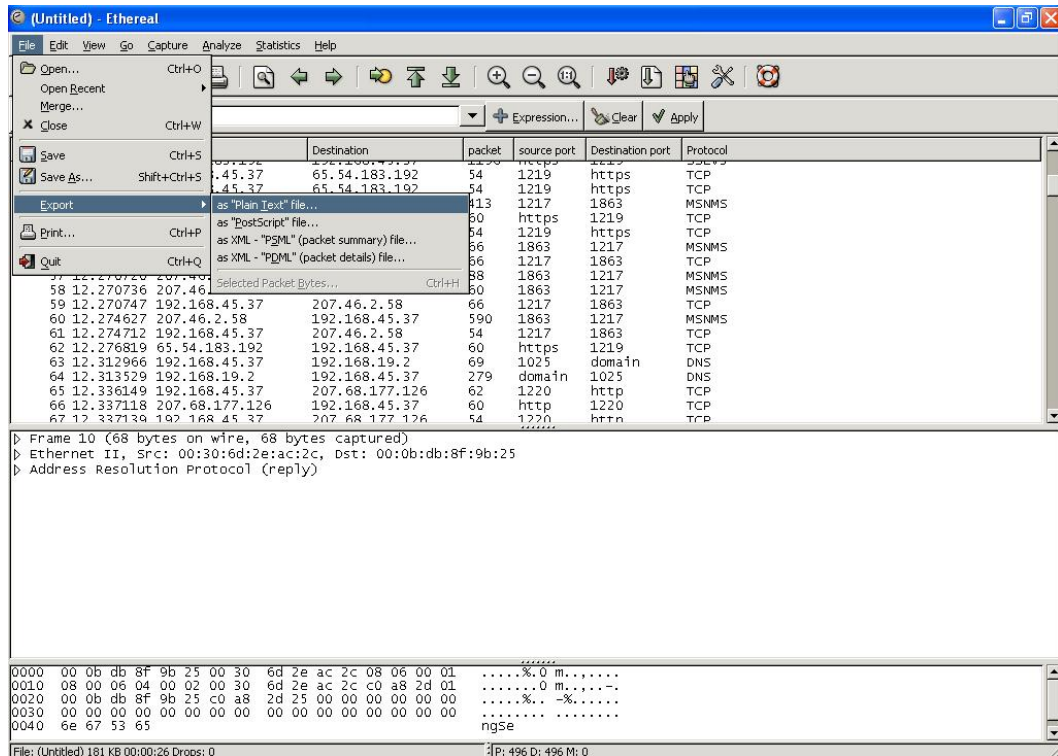 (Untitled) - Ethereal
File Edit View Go Capture Analyze Statistics Help
Open... Ctrl+O
Open Recent
Merge...
Close Ctrl+W
Save Ctrl+S
Save As... Shift+Ctrl+S
Export
Print... Ctrl+P
Quit Ctrl+Q
as "Plain Text" file...
as "PostScript" file...
as XML - "PSML" (packet summary) file...
as XML - "PDML" (packet details) file...
Selected Packet Bytes... Ctrl+H
Expression... Clear Apply
Destination packet source port Destination port Protocol
.45.37 65.54.183.192 54 1219 https TCP
.45.37 65.54.183.192 54 1219 https TCP
413 1217 1863 MSNMS
60 https 1219 TCP
54 1219 https TCP
66 1863 1217 MSNMS
66 1217 1863 TCP
88 1863 1217 MSNMS
58 12.270736 207.46. 60 1863 1217 MSNMS
59 12.270747 192.168.45.37 207.46.2.58 66 1217 1863 TCP
60 12.274627 207.46.2.58 192.168.45.37 590 1863 1217 MSNMS
61 12.274712 192.168.45.37 207.46.2.58 54 1217 1863 TCP
62 12.276819 65.54.183.192 192.168.45.37 60 https 1219 TCP
63 12.312966 192.168.45.37 192.168.19.2 69 1025 domain DNS
64 12.313529 192.168.19.2 192.168.45.37 279 domain 1025 DNS
65 12.336149 192.168.45.37 207.68.177.126 62 1220 http TCP
66 12.337118 207.68.177.126 192.168.45.37 60 http 1220 TCP
67 12.337139 192.168.45.37 207.68.177.126 54 1220 http TCP
Frame 10 (68 bytes on wire, 68 bytes captured)
Ethernet II, Src: 00:30:6d:2e:ac:2c, Dst: 00:0b:db:8f:9b:25
Address Resolution Protocol (reply)
0000 00 0b db 8f 9b 25 00 30 6d 2e ac 2c 08 06 00 01 .....%.0 m..,....
0010 08 00 06 04 00 02 00 30 6d 2e ac 2c c0 a8 2d 01 .......0 m..,..-.
0020 00 0b db 8f 9b 25 c0 a8 2d 25 00 00 00 00 00 00 .....%.. -%......
0030 00 00 00 00 00 00 00 00 00 00 00 00 00 00 00 00 ........ ........
0040 6e 67 53 65 ngSe
File: (Untitled) 181 KB 00:00:26 Drops: 0 P: 496 D: 496 M: 0